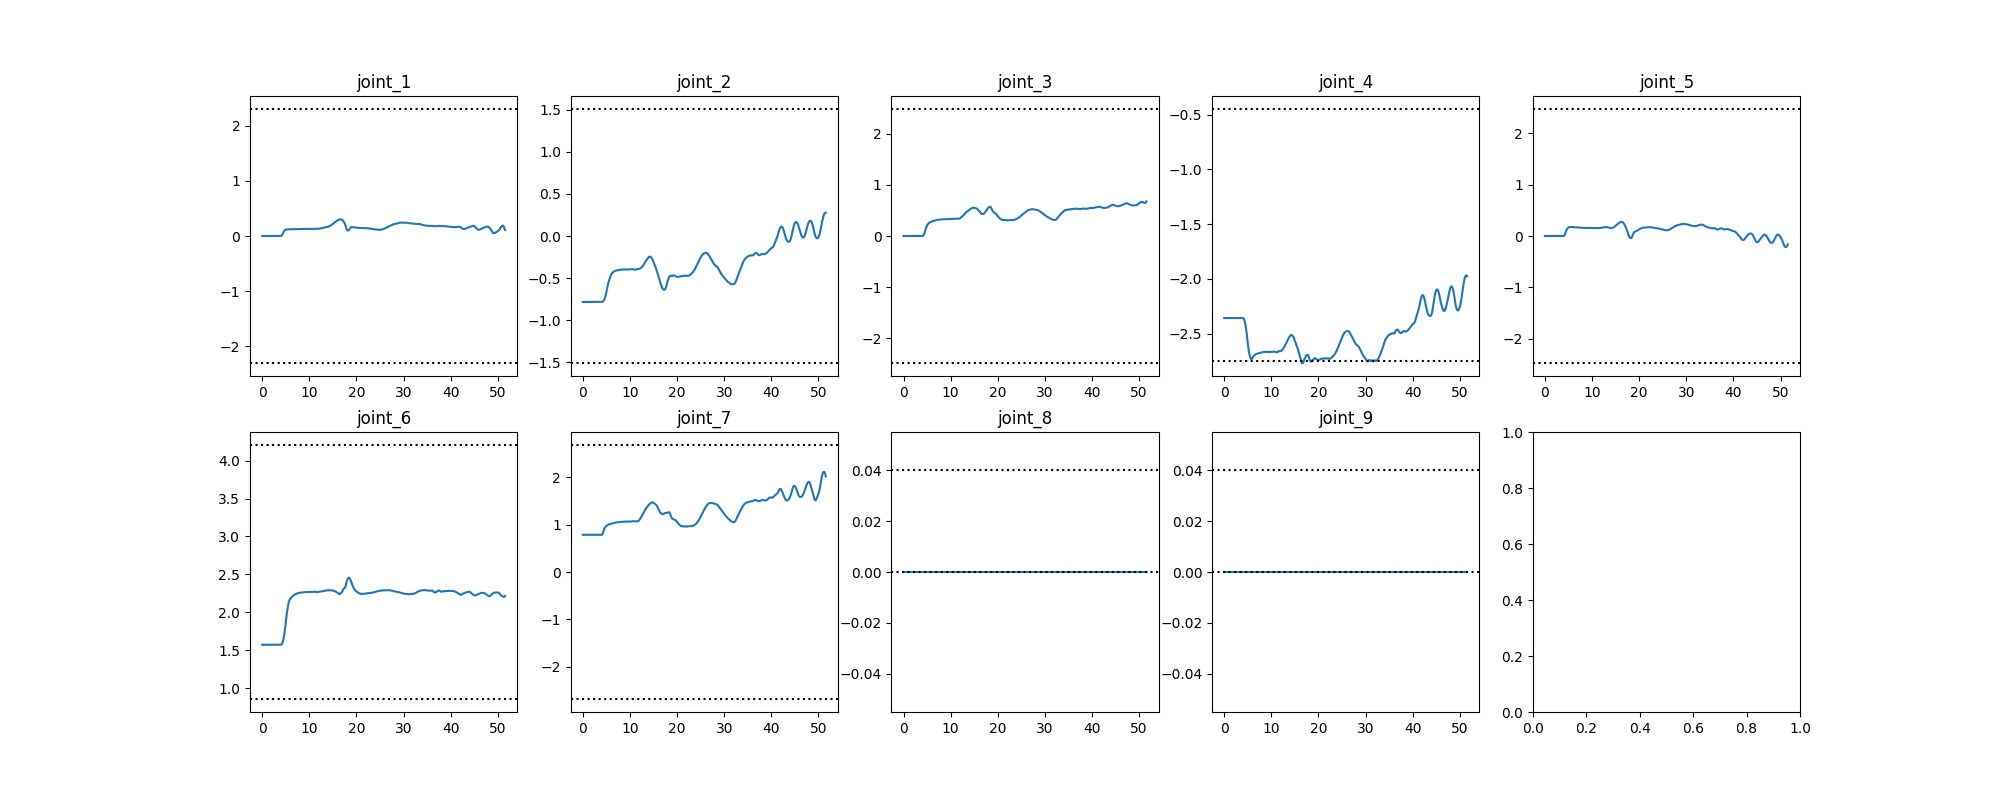 joint_1 joint_2 joint_3 joint_4 joint_5
2 1.5 2 −0.5 2
1 1.0 1 −1.0 1
0 0.5 0 −1.5 0
−1 0.0 −1 −2.0 −1
−2 −0.5 −2 −2.5 −2
−1.0
−1.5
0 10 20 30 40 50 0 10 20 30 40 50 0 10 20 30 40 50 0 10 20 30 40 50 0 10 20 30 40 50
joint_6 joint_7 joint_8 joint_9
4.0 2 0.04 0.04 1.0
3.5 1 0.02 0.02 0.8
3.0 0 0.00 0.00 0.6
2.5 −1 −0.02 −0.02 0.4
2.0 −2 −0.04 −0.04 0.2
1.5 0.0
1.0
0 10 20 30 40 50 0 10 20 30 40 50 0 10 20 30 40 50 0 10 20 30 40 50 0.0 0.2 0.4 0.6 0.8 1.0